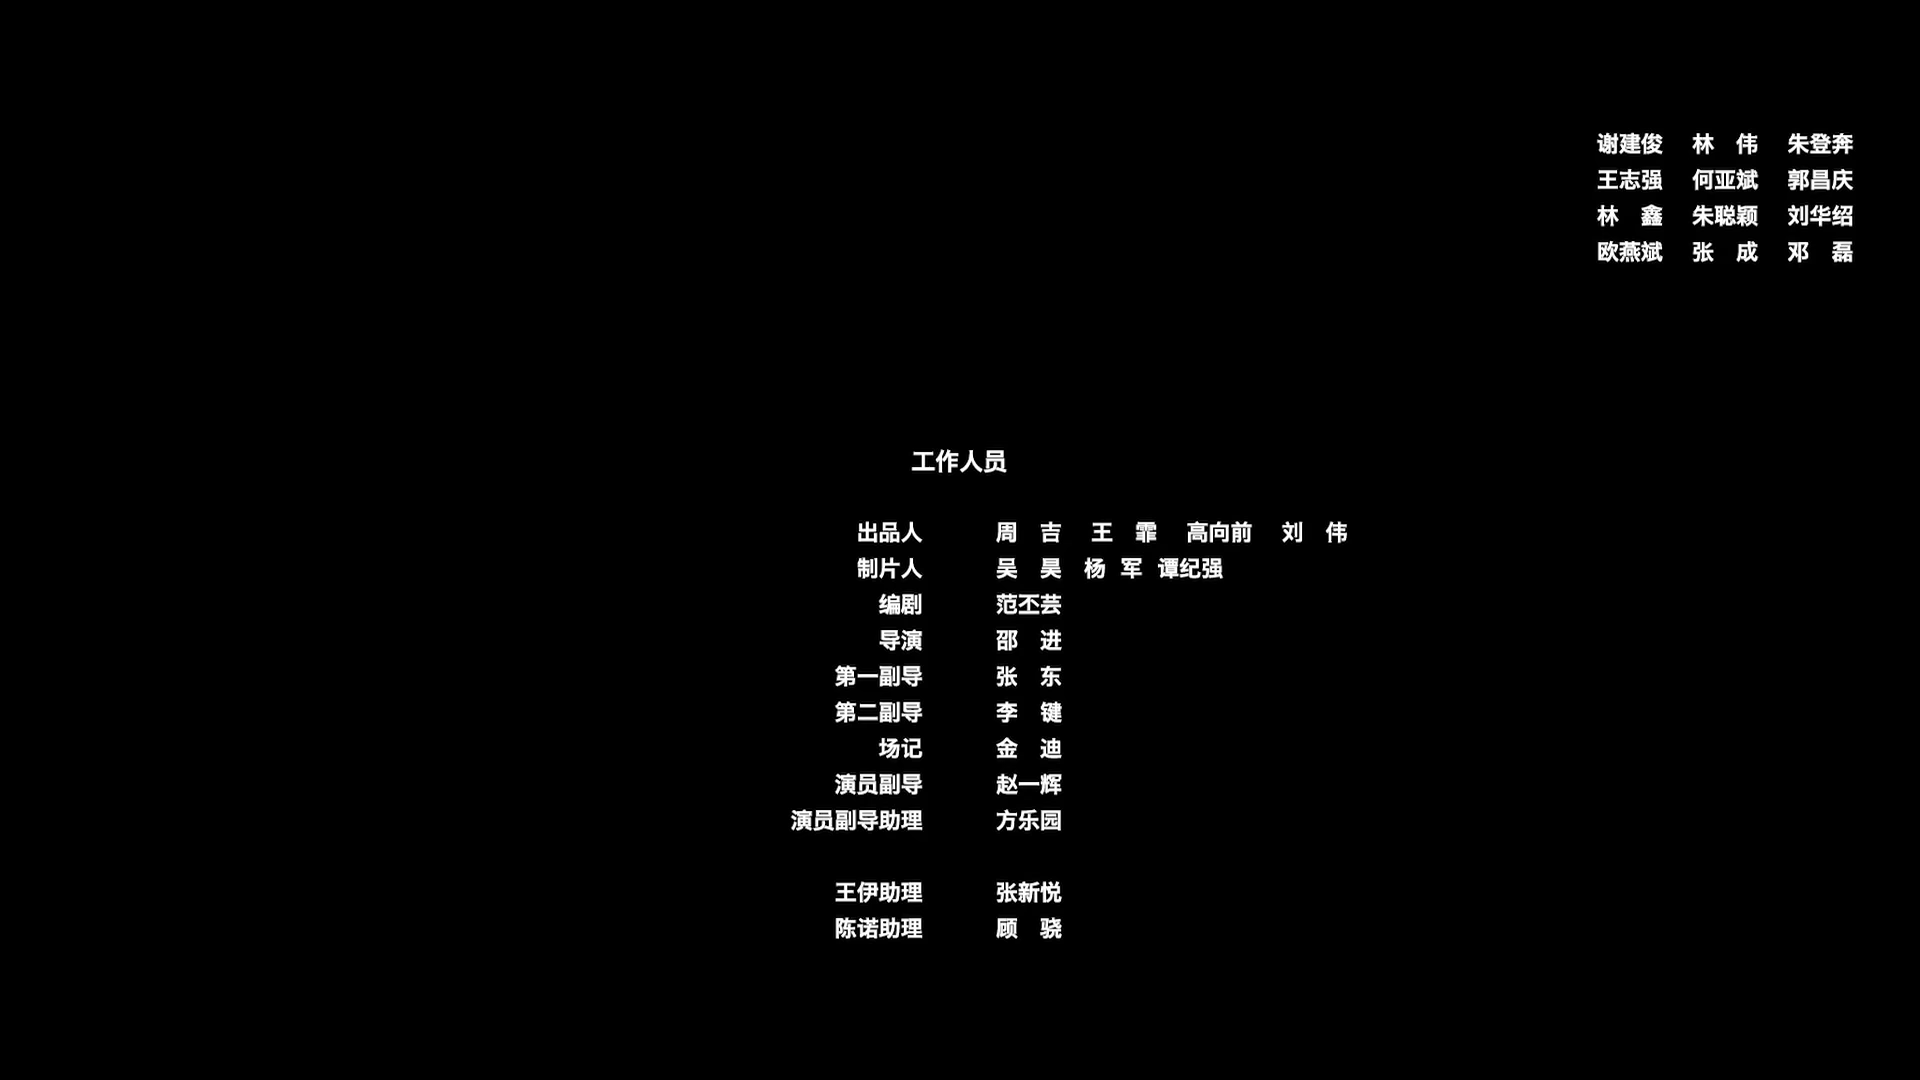 谢建俊 林 伟 朱登奔
王志强 何亚斌 郭昌庆
林 鑫 朱聪颖 刘华绍
欧燕斌 张 成 邓 磊
工作人员
出品人 周 吉 王 霏 高向前 刘 伟
制片人 吴 昊 杨 军 谭纪强
编剧 范丕芸
导演 邵 进
第一副导 张 东
第二副导 李 键
场记 金 迪
演员副导 赵一辉
演员副导助理 方乐园
王伊助理 张新悦
陈诺助理 顾 骁